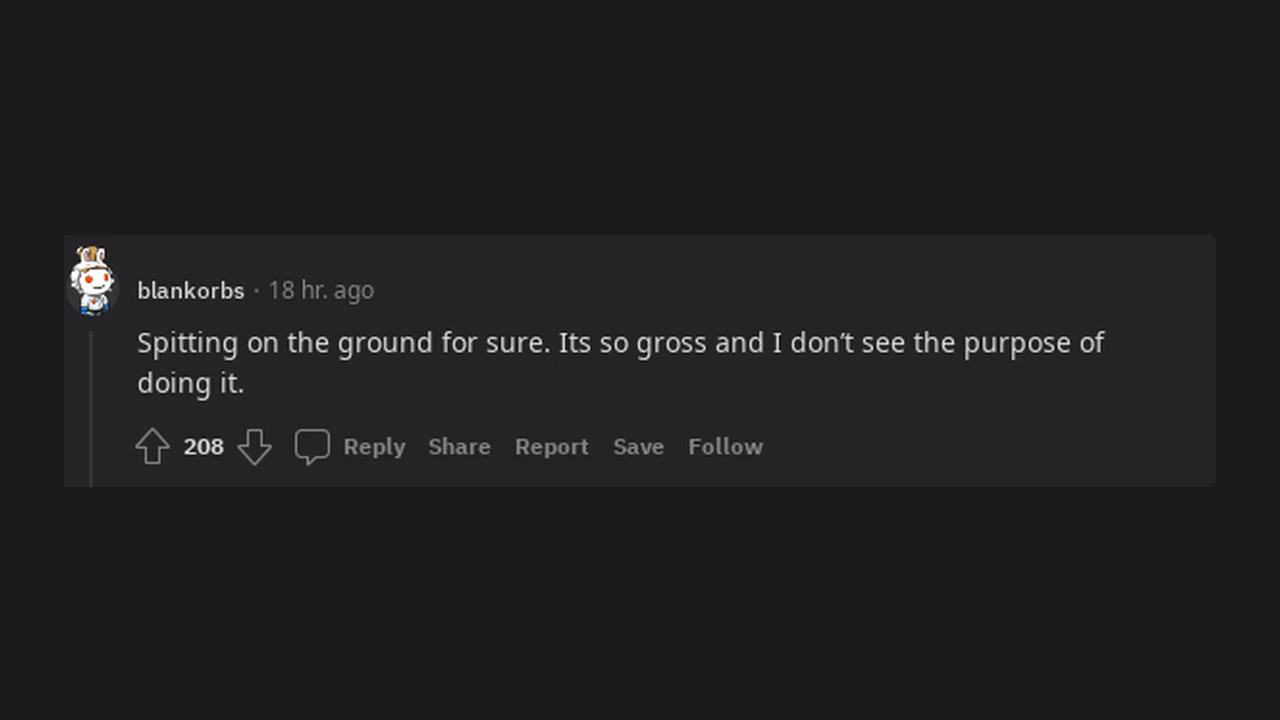 blankorbs · 18 hr. ago
Spitting on the ground for sure. Its so gross and I don’t see the purpose of
doing it.
208 Reply Share Report Save Follow